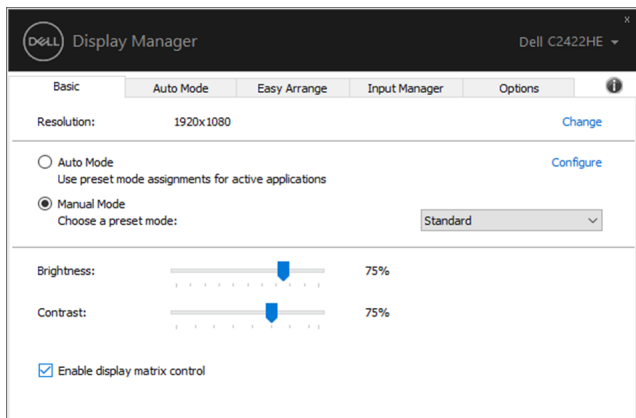 x
DELL Display Manager Dell C2422HE
Basic Auto Mode Easy Arrange Input Manager Options i
Resolution: 1920x1080 Change
Auto Mode Configure
Use preset mode assignments for active applications
Manual Mode
Choose a preset mode: Standard
Brightness: 75%
Contrast: 75%
Enable display matrix control